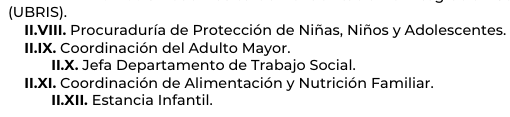 (UBRIS).
II.VIII. Procuraduría de Protección de Niñas, Niños y Adolescentes.
II.IX. Coordinación del Adulto Mayor.
II.X. Jefa Departamento de Trabajo Social.
II.XI. Coordinación de Alimentación y Nutrición Familiar.
II.XII. Estancia Infantil.